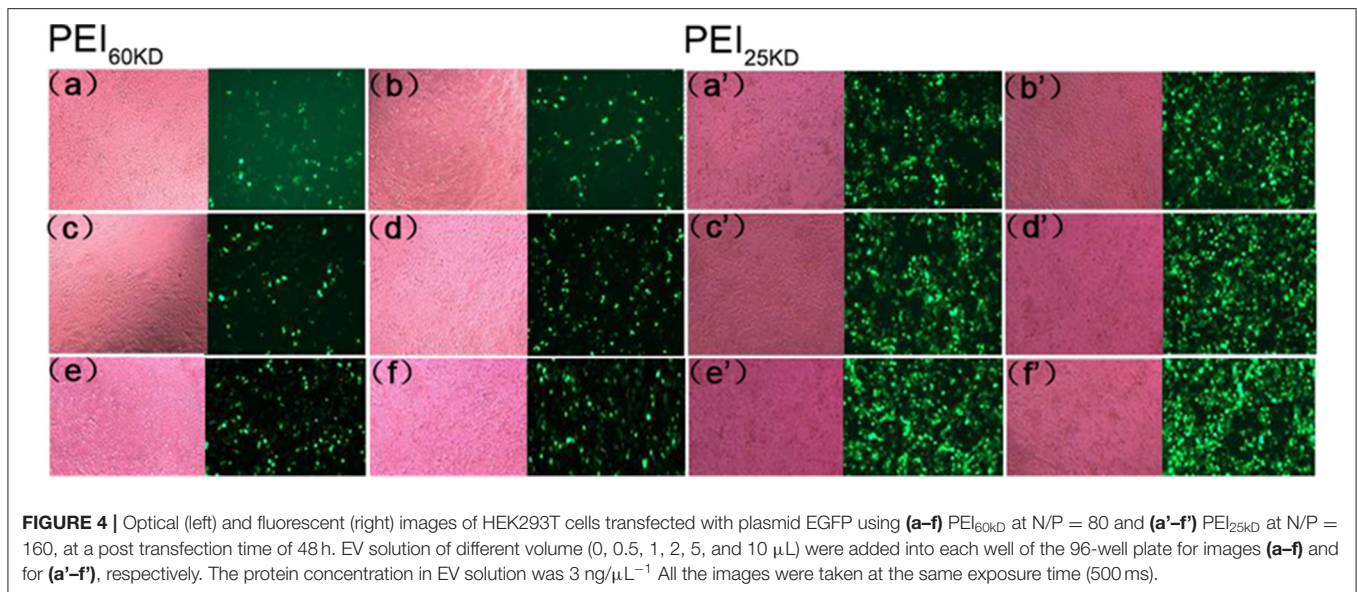 PEI60KD PEI25KD
(a) (b) (a’) (b’)
(c) (d) (c’) (d’)
(e) (f) (e’) (f’)
FIGURE 4 | Optical (left) and fluorescent (right) images of HEK293T cells transfected with plasmid EGFP using (a–f) PEI60kD at N/P = 80 and (a’–f’) PEI25kD at N/P =
160, at a post transfection time of 48 h. EV solution of different volume (0, 0.5, 1, 2, 5, and 10 μL) were added into each well of the 96-well plate for images (a–f) and
for (a’–f’), respectively. The protein concentration in EV solution was 3 ng/μL−1 All the images were taken at the same exposure time (500 ms).